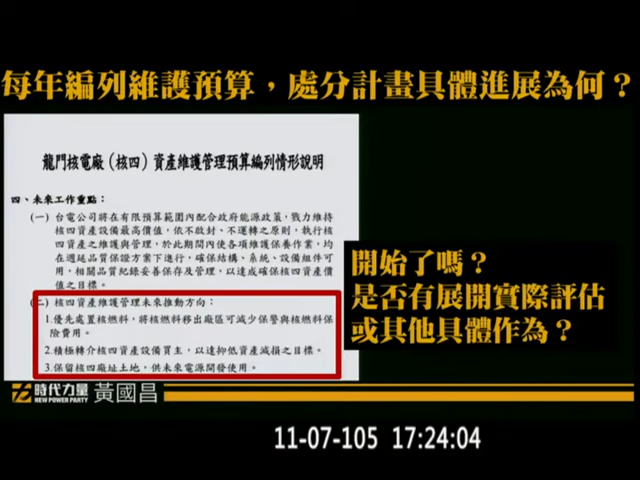 每年編列維護預算，處分計畫具體進展為何？
龍門核電廠（核四）資產維護管理預算編列情形說明
四、未來工作重點：
(一) 台電公司將在有限預算範圍內配合政府能源政策，戮力維持
核四廠設備最高價值，依不啟封、不運轉之原則，執行核
四資產之維護與管理，於此期間內使各項維護保養作業，均
在週延品質保證方案下進行，確保結構、系統、設備組件可
用，相關品質紀錄妥善保存及管理，以達成確保核四資產價
值之目標。
(二) 核四資產維護管理未來推動方向：
1.優先處置核燃料，將核燃料移出廠區可減少保警與核燃料保
險費用。
2.積極轉介核四資產設備買主，以達抑低資產減損之目標。
3.保留核四廠址土地，供未來電源開發使用。
開始了嗎？
是否有展開實際評估
或其他具體作為？
時代力量
NEW POWER PARTY
黃國昌
11-07-105 17:24:04